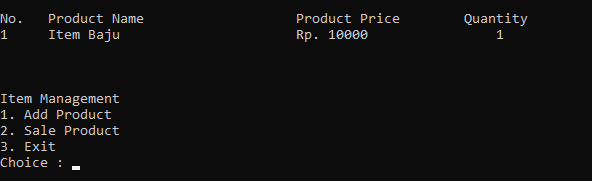 No. Product Name Product Price Quantity
1 Item Baju Rp. 10000 1
Item Management
1. Add Product
2. Sale Product
3. Exit
Choice :